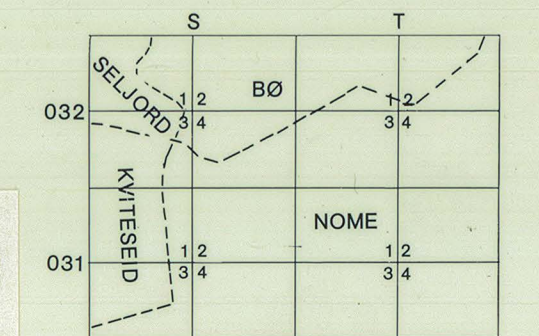 S T
SELJORD
BØ
1 2 1 2
032
3 4 3 4
KVITESEID
NOME
1 2 1 2
031
3 4 3 4